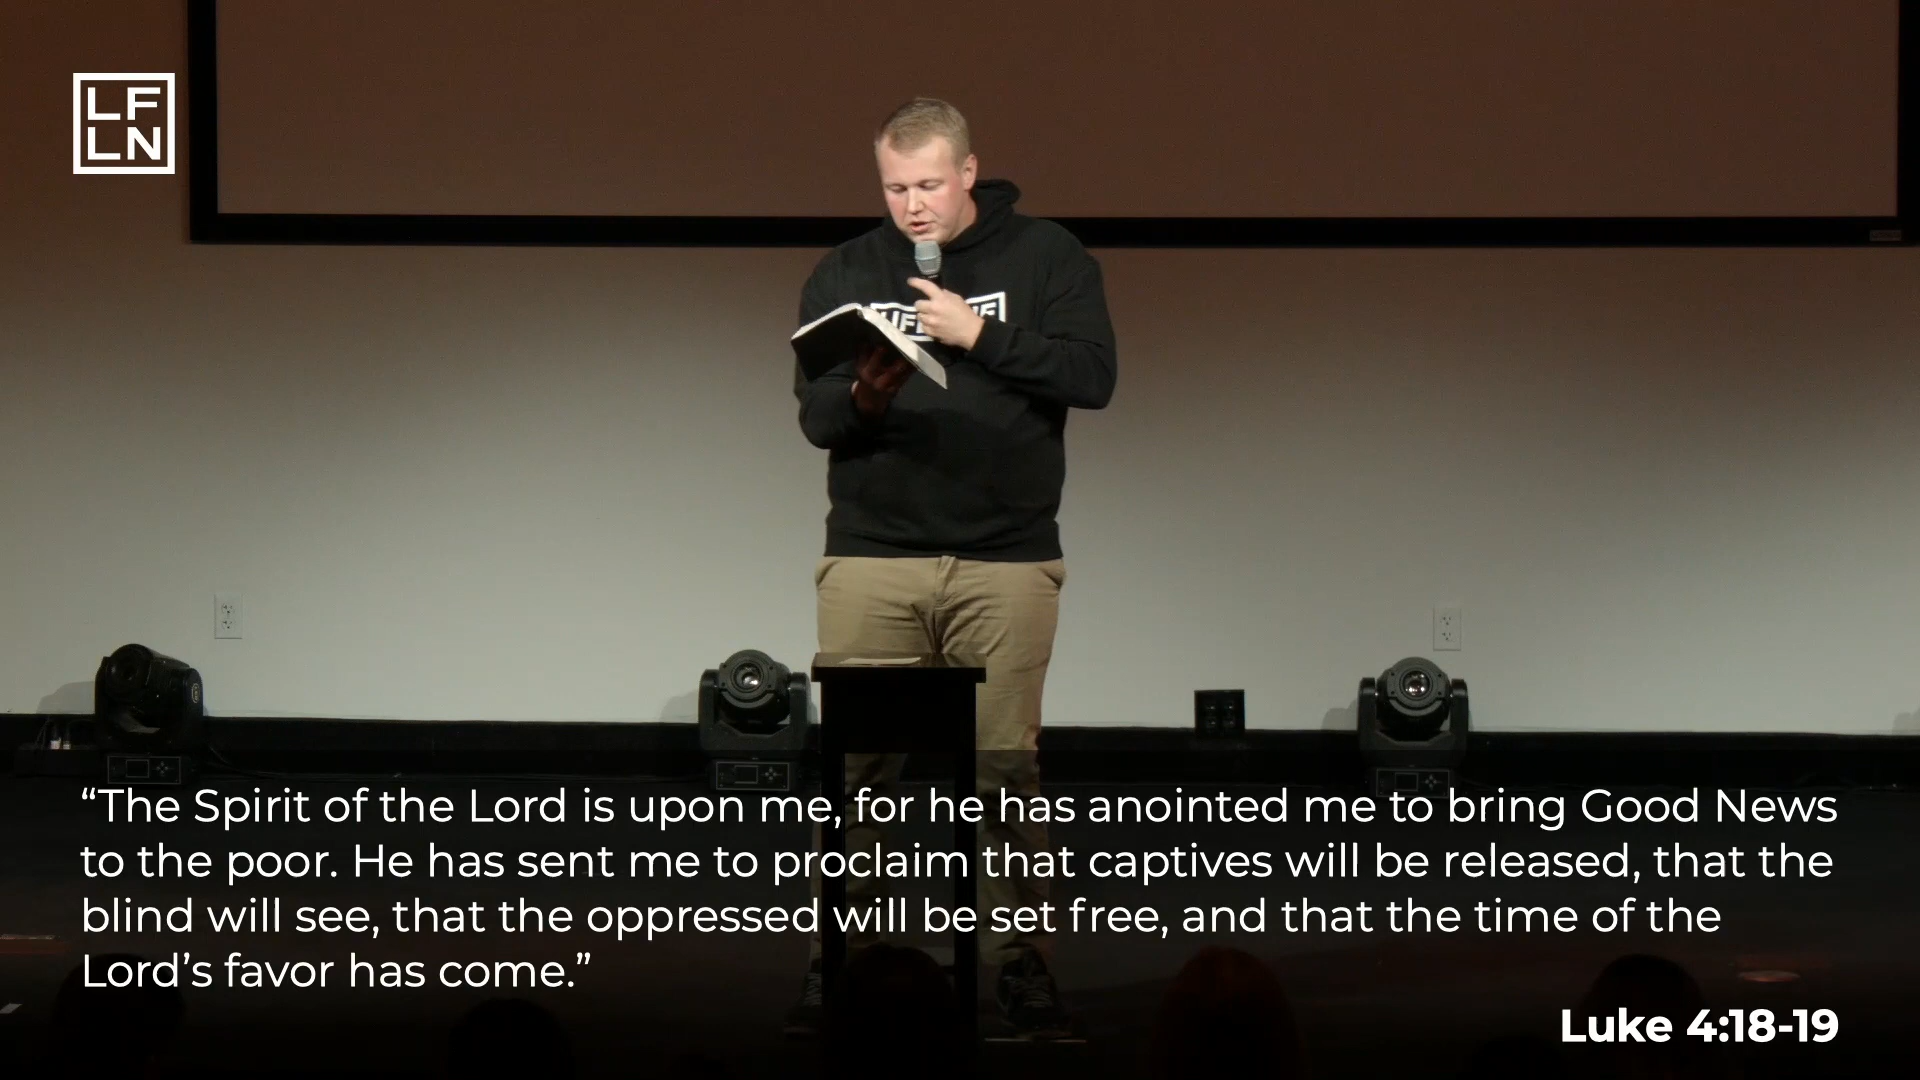 LF
LN
“The Spirit of the Lord is upon me, for he has anointed me to bring Good News
to the poor. He has sent me to proclaim that captives will be released, that the
blind will see, that the oppressed will be set free, and that the time of the
Lord’s favor has come.”
Luke 4:18-19